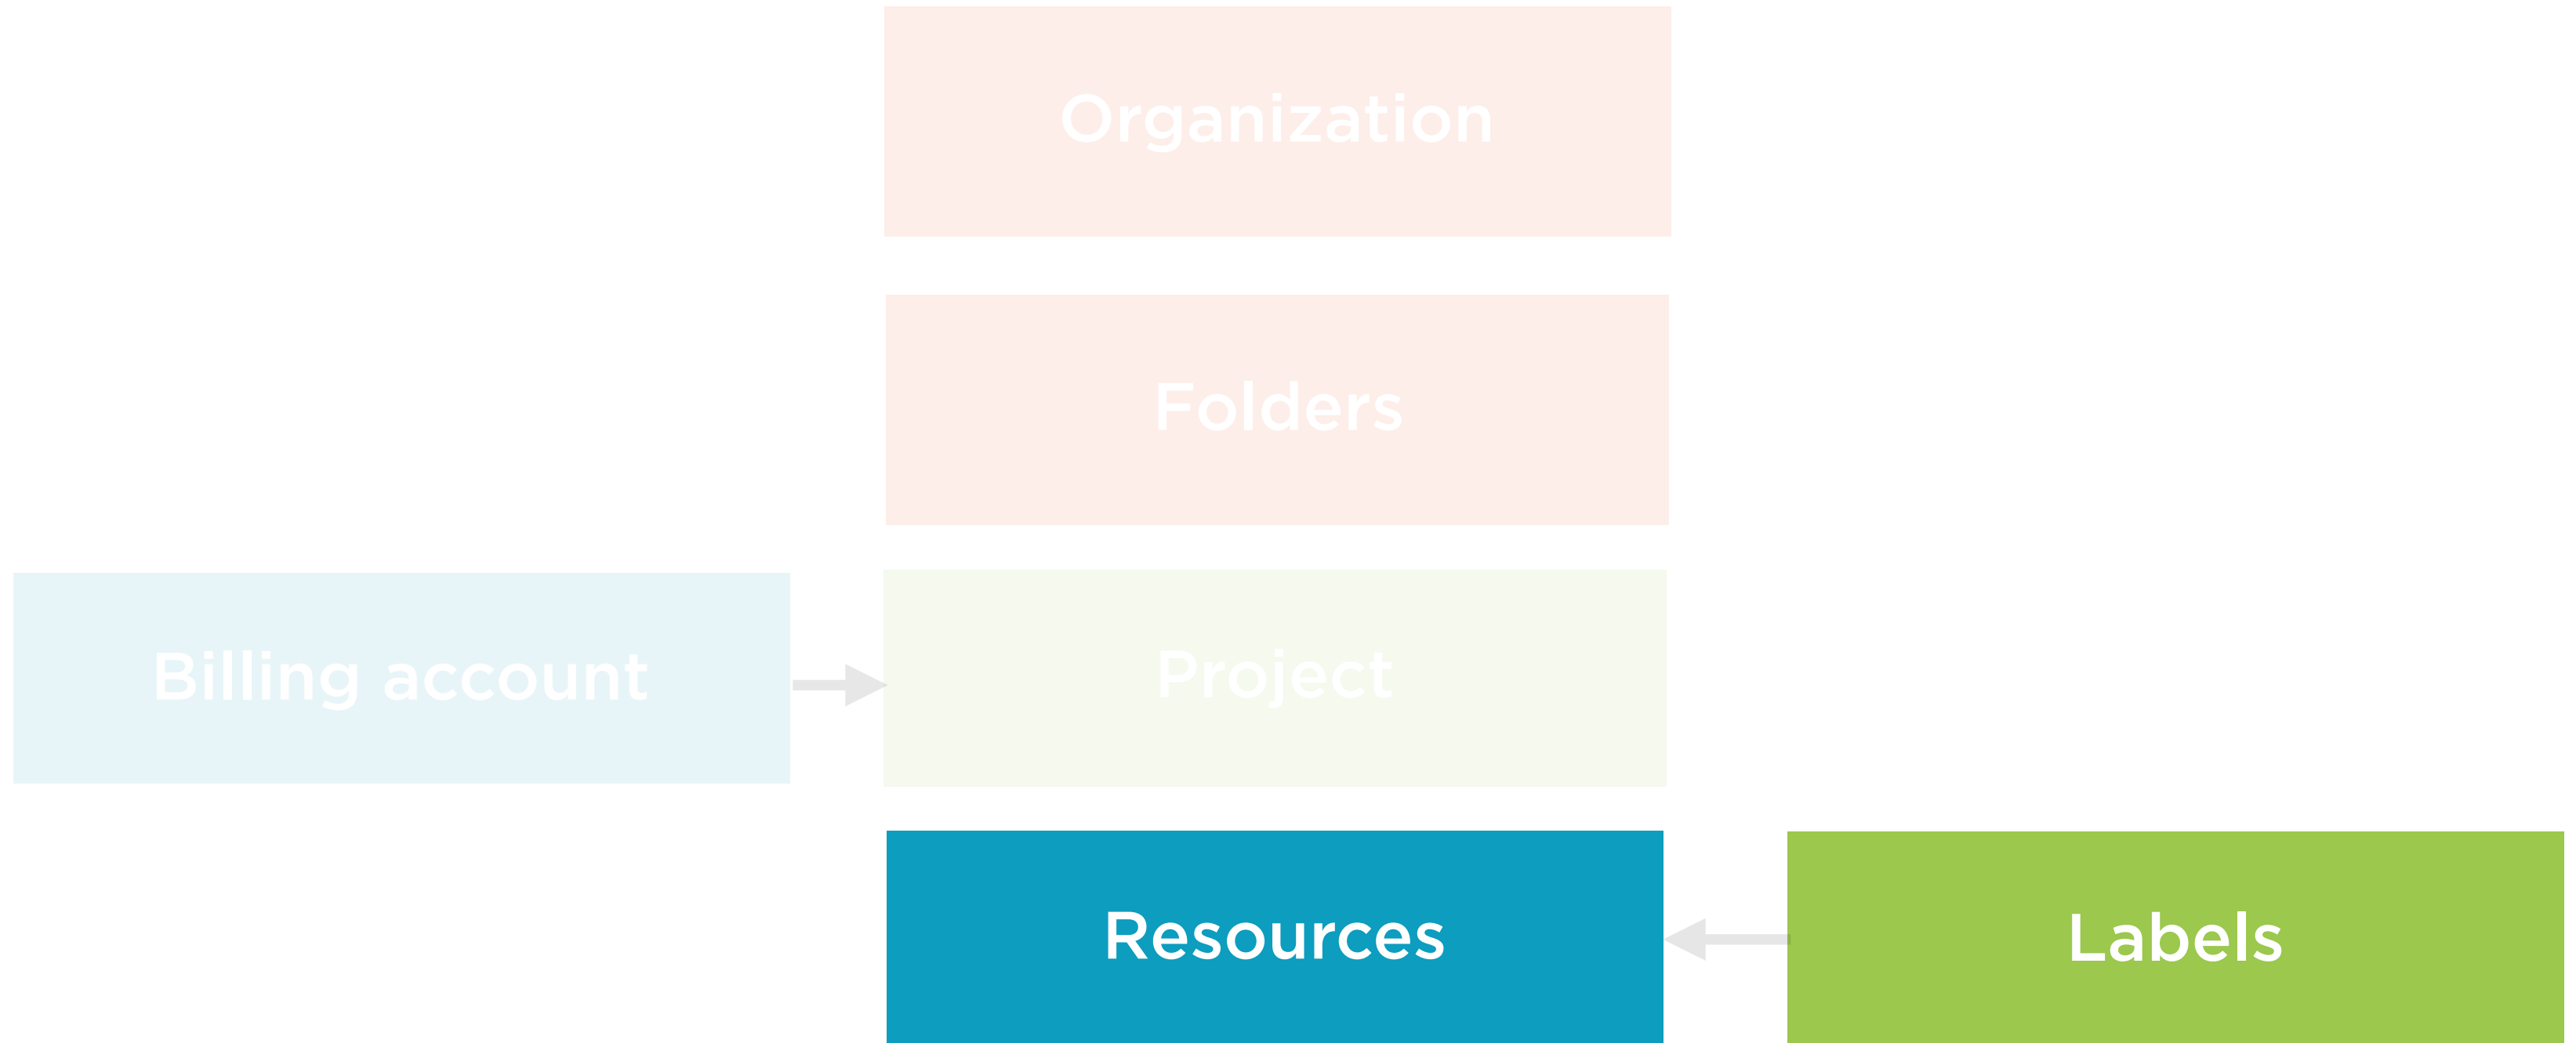 Organization
Folders
Billing account
Project
Resources
Labels